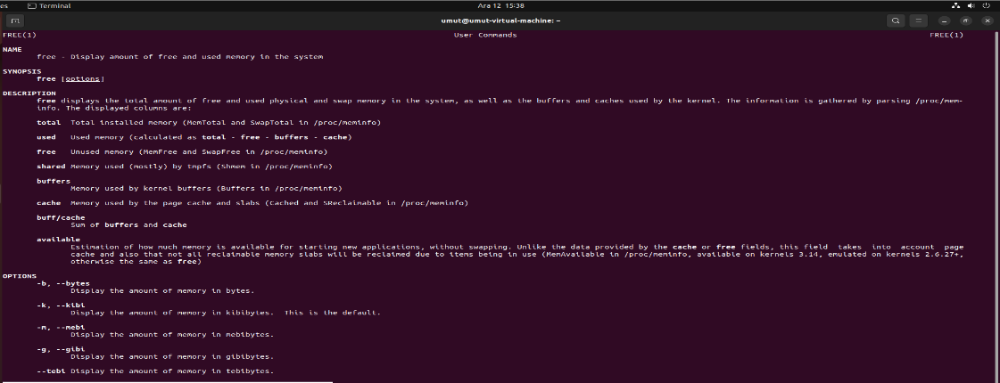 es Terminal Ara 12 15:38
umut@umut-virtual-machine: ~
FREE(1) User Commands FREE(1)
NAME
free - Display amount of free and used memory in the system
SYNOPSIS
free [options]
DESCRIPTION
free displays the total amount of free and used physical and swap memory in the system, as well as the buffers and caches used by the kernel. The information is gathered by parsing /proc/mem-
info. The displayed columns are:
total Total installed memory (MemTotal and SwapTotal in /proc/meminfo)
used Used memory (calculated as total - free - buffers - cache)
free Unused memory (MemFree and SwapFree in /proc/meminfo)
shared Memory used (mostly) by tmpfs (Shmem in /proc/meminfo)
buffers
Memory used by kernel buffers (Buffers in /proc/meminfo)
cache Memory used by the page cache and slabs (Cached and SReclaimable in /proc/meminfo)
buff/cache
Sum of buffers and cache
available
Estimation of how much memory is available for starting new applications, without swapping. Unlike the data provided by the cache or free fields, this field takes into account page
cache and also that not all reclaimable memory slabs will be reclaimed due to items being in use (MemAvailable in /proc/meminfo, available on kernels 3.14, emulated on kernels 2.6.27+,
otherwise the same as free)
OPTIONS
-b, --bytes
Display the amount of memory in bytes.
-k, --kibi
Display the amount of memory in kibibytes. This is the default.
-m, --mebi
Display the amount of memory in mebibytes.
-g, --gibi
Display the amount of memory in gibibytes.
--tebi Display the amount of memory in tebibytes.